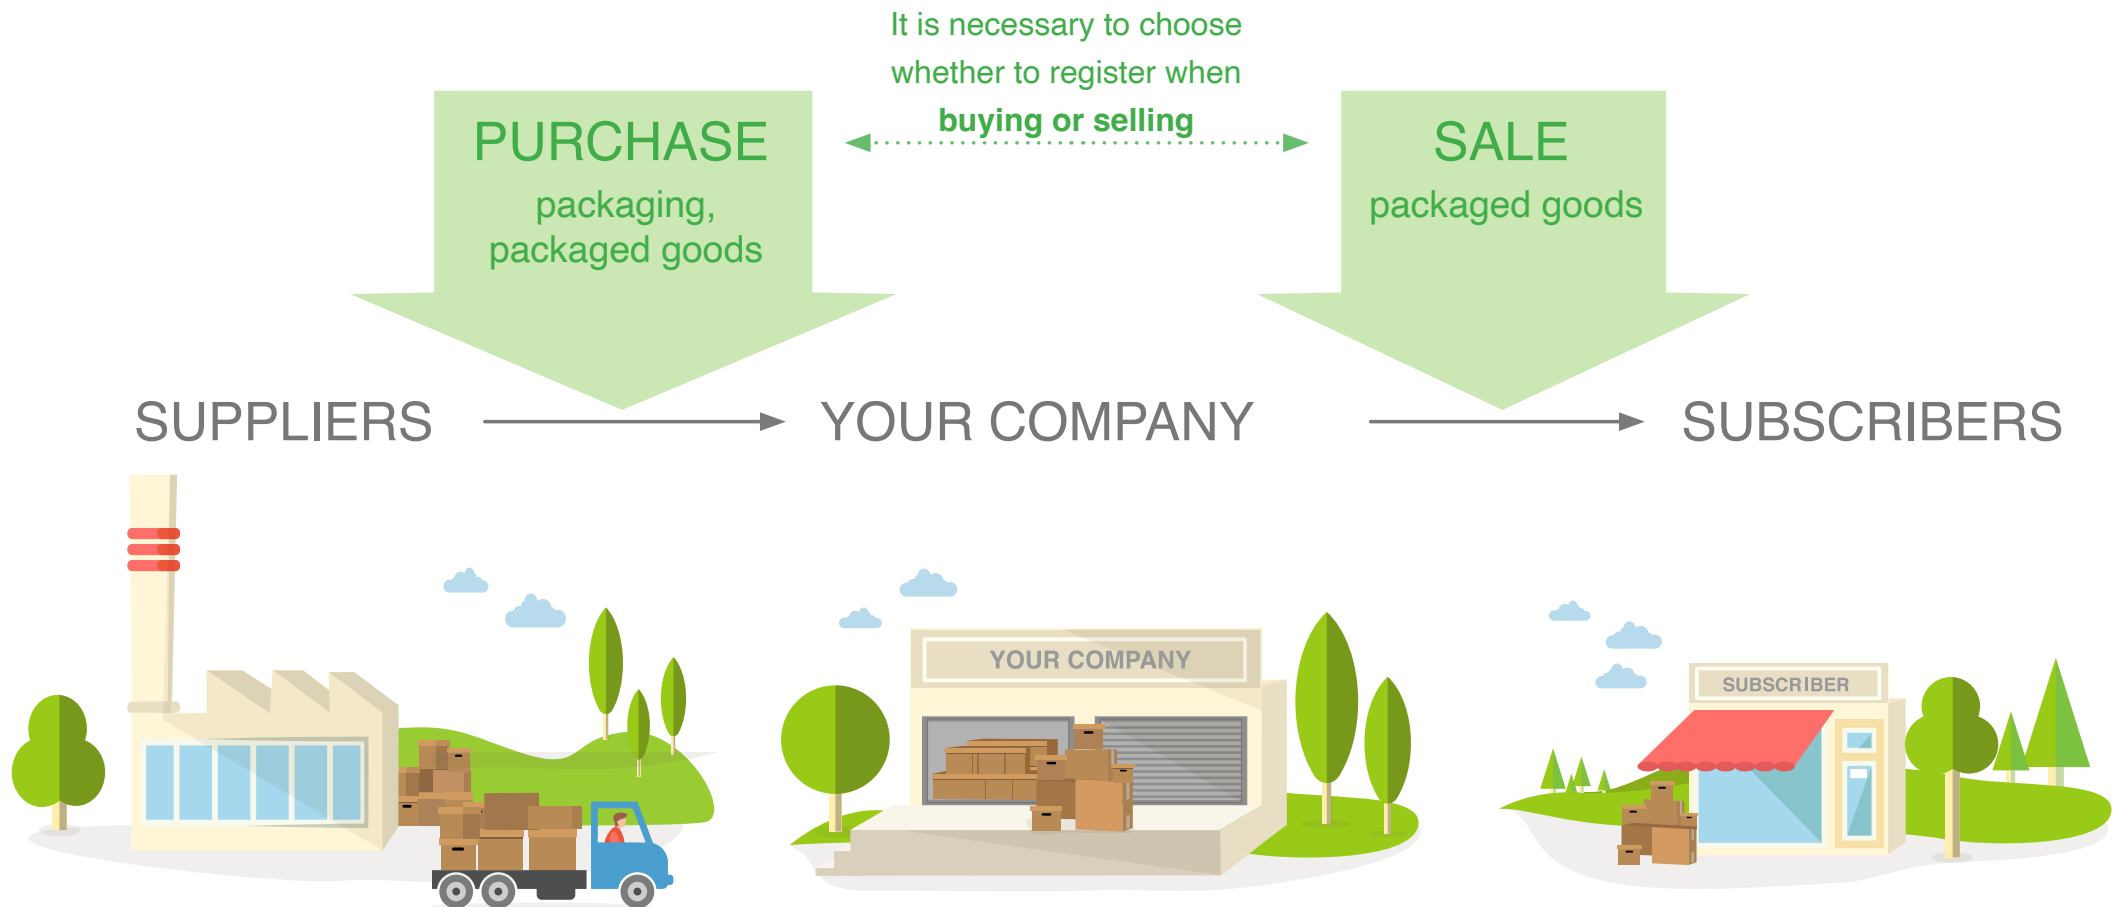 It is necessary to choose
whether to register when
buying or selling
PURCHASE
packaging,
packaged goods
SALE
packaged goods
SUPPLIERS
YOUR COMPANY
SUBSCRIBERS
YOUR COMPANY
SUBSCRIBER